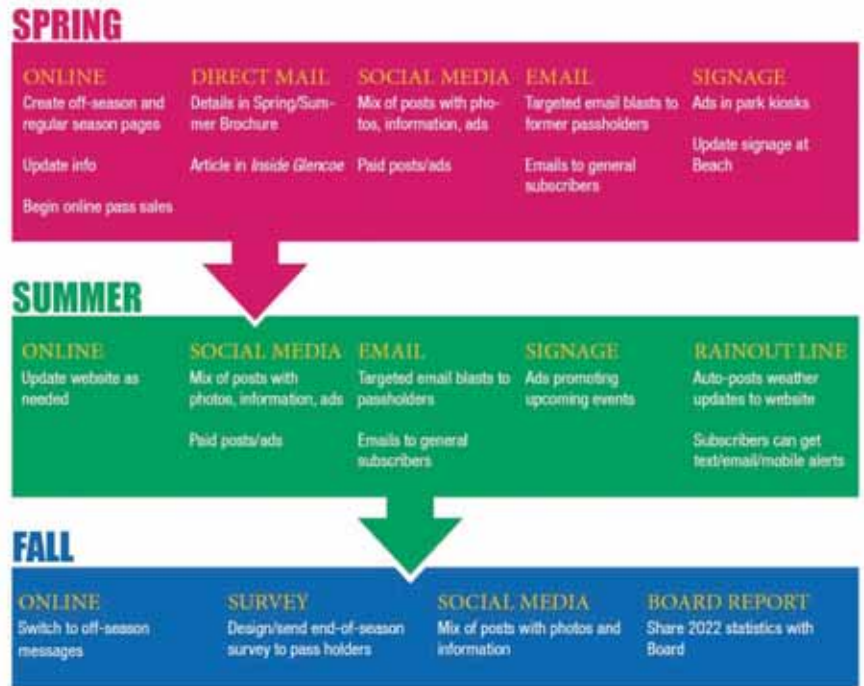 SPRING
ONLINE
Create off-season and
regular season pages
Update info
Begin online pass sales
DIRECT MAIL
Details in Spring/Sum-
mer Brochure
Article in Inside Glencoe
SOCIAL MEDIA
Mix of posts with pho-
tos, information, ads
Paid posts/ads
EMAIL
Targeted email blasts to
former passholders
Emails to general
subscribers
SIGNAGE
Ads in park kiosks
Update signage at
Beach
SUMMER
ONLINE
Update website as
needed
SOCIAL MEDIA
Mix of posts with
photos, information, ads
Paid posts/ads
EMAIL
Targeted email blasts to
passholders
Emails to general
subscribers
SIGNAGE
Ads promoting
upcoming events
RAINOUT LINE
Auto-posts weather
updates to website
Subscribers can get
text/email/mobile alerts
FALL
ONLINE
Switch to off-season
messages
SURVEY
Design/send end-of-season
survey to pass holders
SOCIAL MEDIA
Mix of posts with photos and
information
BOARD REPORT
Share 2022 statistics with
Board